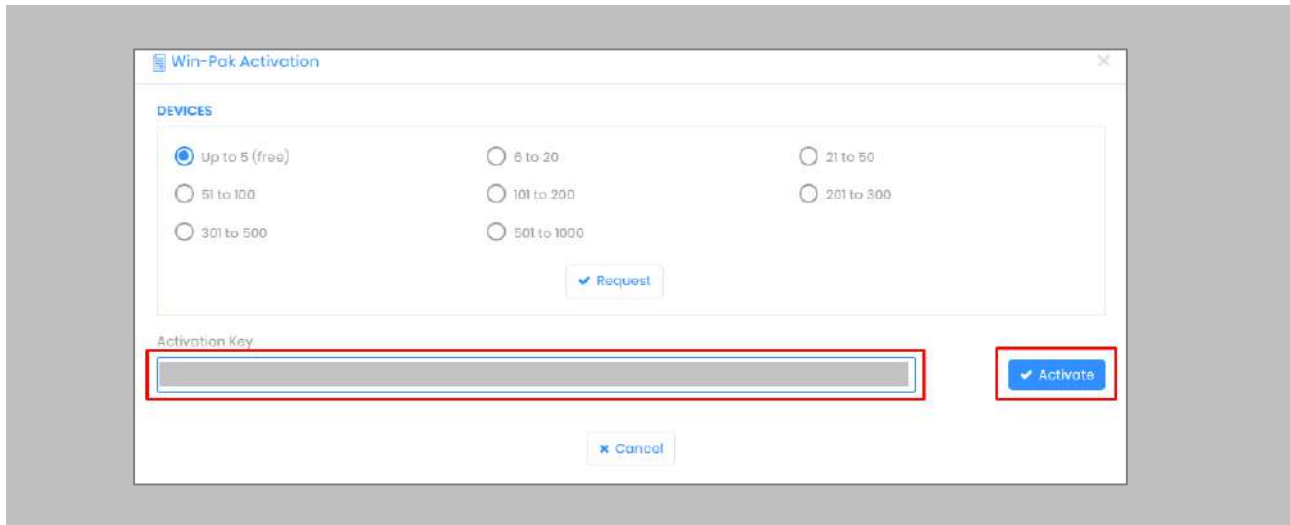 Win-Pak Activation
DEVICES
Up to 5 (free) 6 to 20 21 to 50
51 to 100 101 to 200 201 to 300
301 to 500 501 to 1000
Request
Activation Key
Activate
Cancel